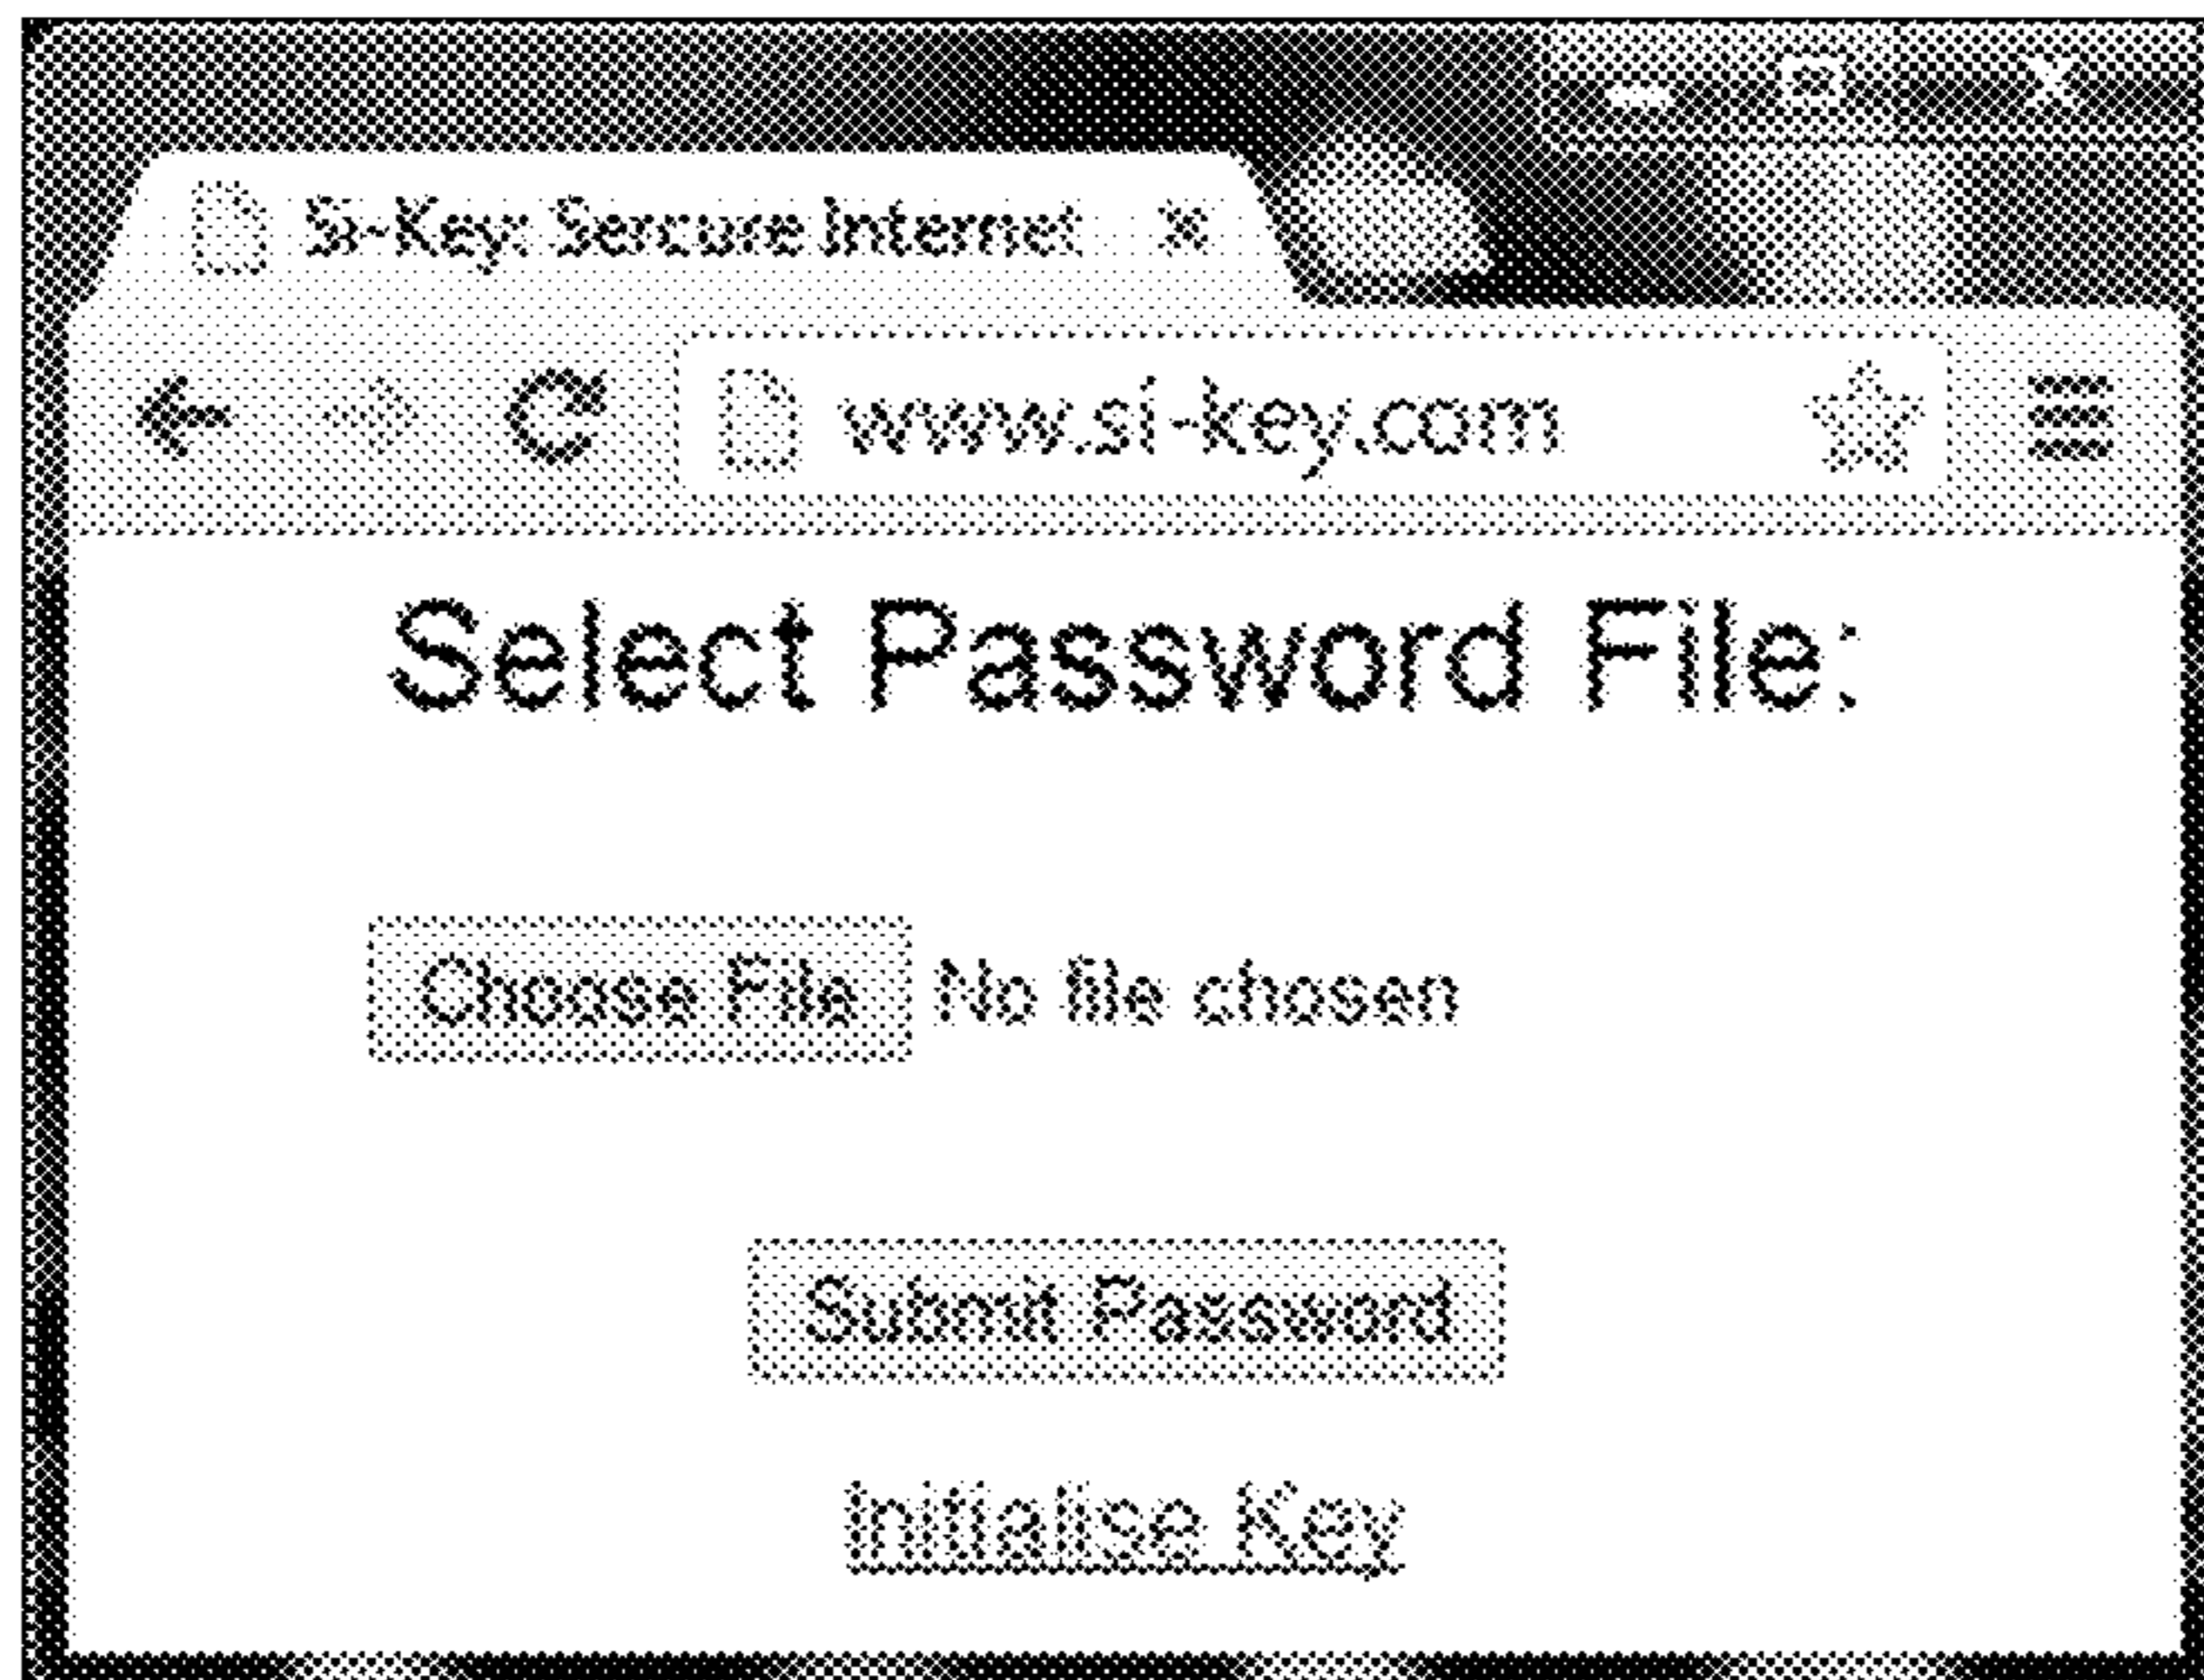 Si-Key: Sercure Internet
www.si-key.com
Select Password File:
Choose File No file chosen
Submit Password
Initialise Key